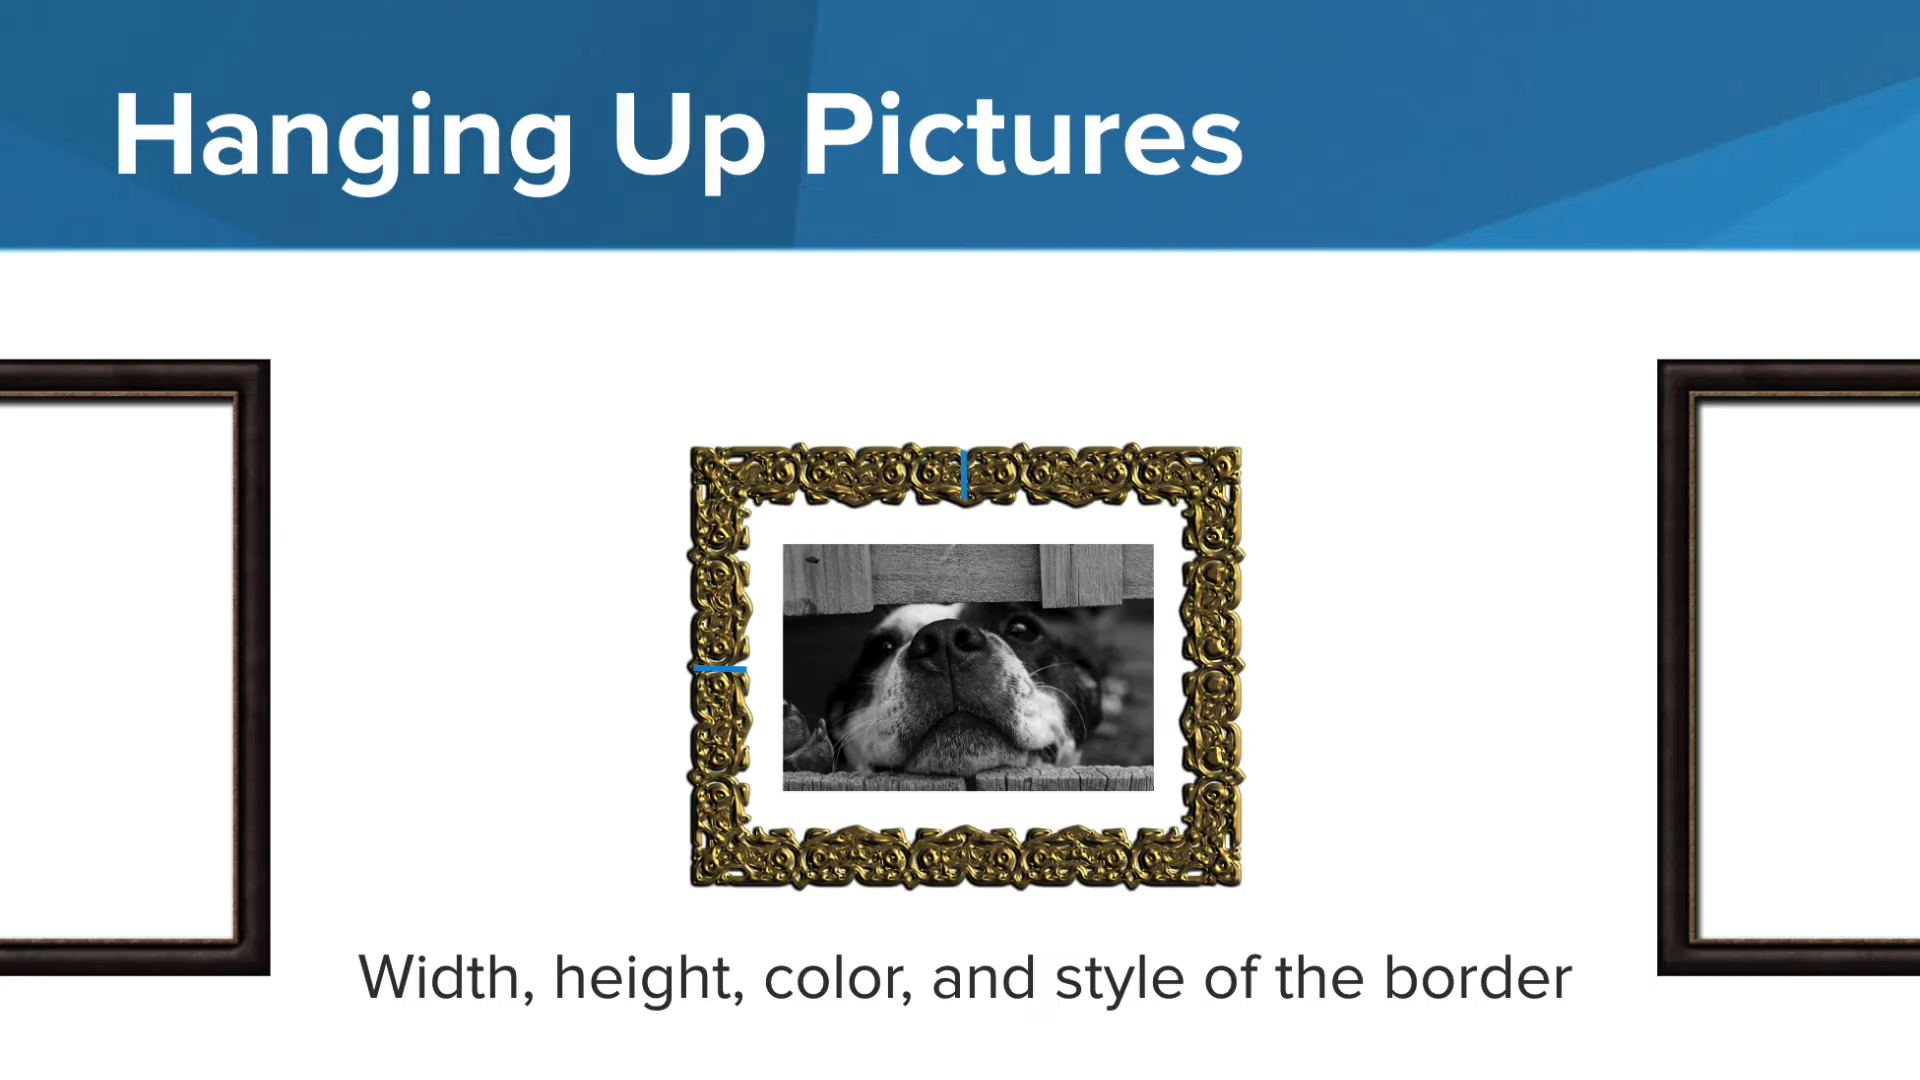 Hanging Up Pictures
Width, height, color, and style of the border